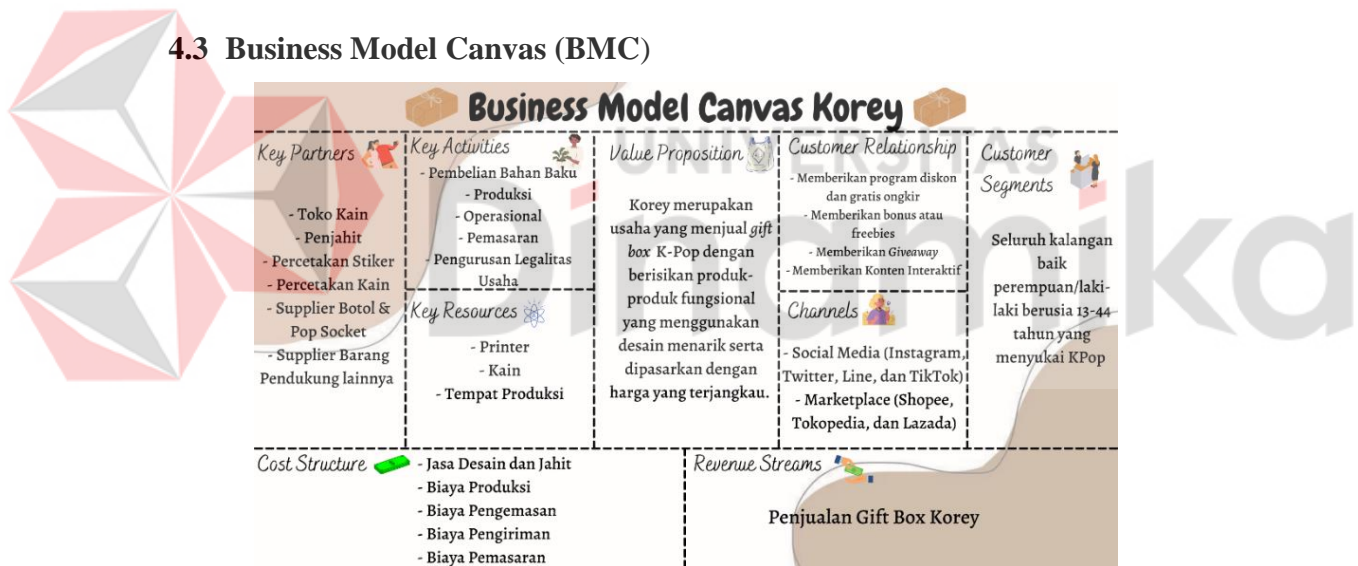 4.3 Business Model Canvas (BMC)
Business Model Canvas Korey
UNIVERSITAS
Dinamika
Key Partners
- Toko Kain
- Penjahit
- Percetakan Stiker
- Percetakan Kain
- Supplier Botol &
Pop Socket
- Supplier Barang
Pendukung lainnya
Key Activities
- Pembelian Bahan Baku
- Produksi
- Operasional
- Pemasaran
- Pengurusan Legalitas
Usaha
Key Resources
- Printer
- Kain
- Tempat Produksi
Value Proposition
Korey merupakan
usaha yang menjual gift
box K-Pop dengan
berisikan produk-
produk fungsional
yang menggunakan
desain menarik serta
dipasarkan dengan
harga yang terjangkau.
Customer Relationship
- Memberikan program diskon
dan gratis ongkir
- Memberikan bonus atau
freebies
- Memberikan Giveaway
- Memberikan Konten Interaktif
Channels
- Social Media (Instagram,
Twitter, Line, dan TikTok)
- Marketplace (Shopee,
Tokopedia, dan Lazada)
Customer
Segments
Seluruh kalangan
baik
perempuan/laki-
laki berusia 13-44
tahun yang
menyukai KPop
Cost Structure
- Jasa Desain dan Jahit
- Biaya Produksi
- Biaya Pengemasan
- Biaya Pengiriman
- Biaya Pemasaran
Revenue Streams
Penjualan Gift Box Korey